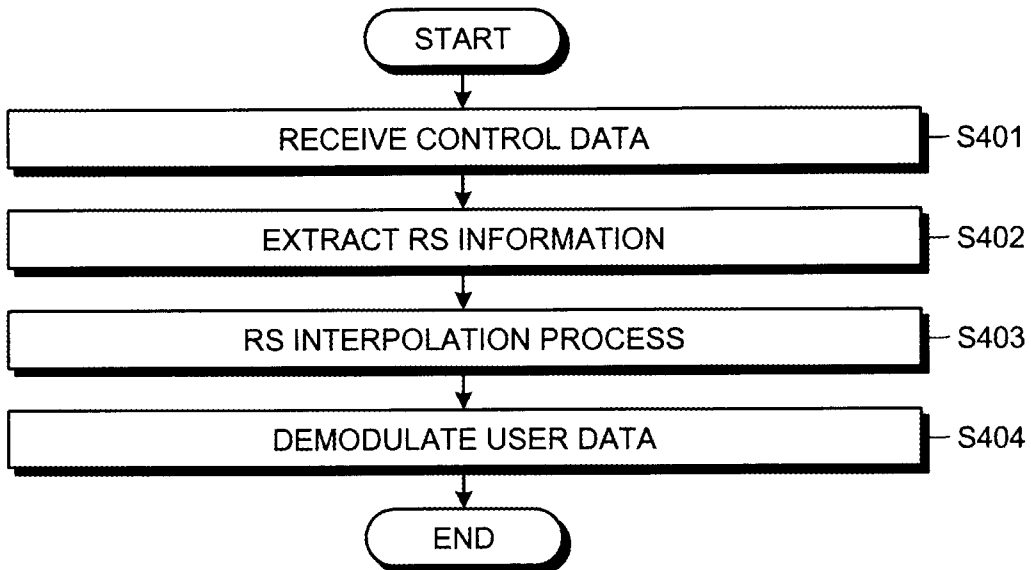 START
RECEIVE CONTROL DATA
S401
EXTRACT RS INFORMATION
S402
RS INTERPOLATION PROCESS
S403
DEMODULATE USER DATA
S404
END